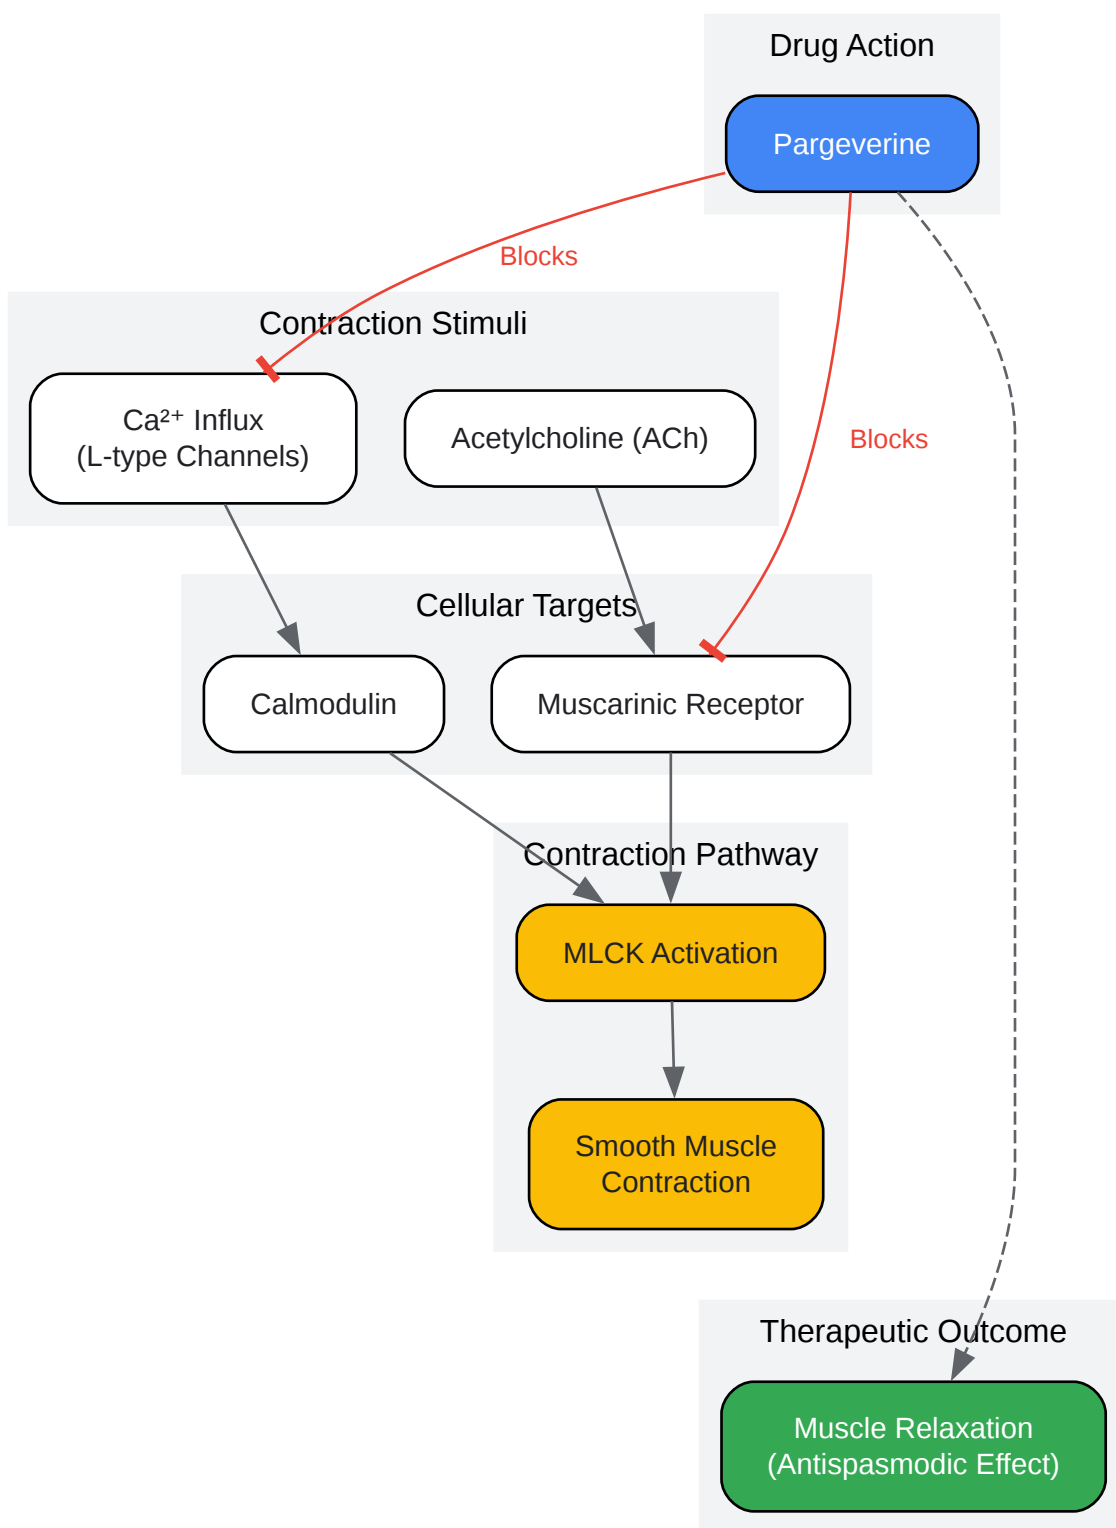 Drug Action
Pargeverine
Blocks
Contraction Stimuli
Ca²⁺ Influx
(L-type Channels)
Acetylcholine (ACh)
Blocks
Cellular Targets
Calmodulin
Muscarinic Receptor
Contraction Pathway
MLCK Activation
Smooth Muscle
Contraction
Therapeutic Outcome
Muscle Relaxation
(Antispasmodic Effect)